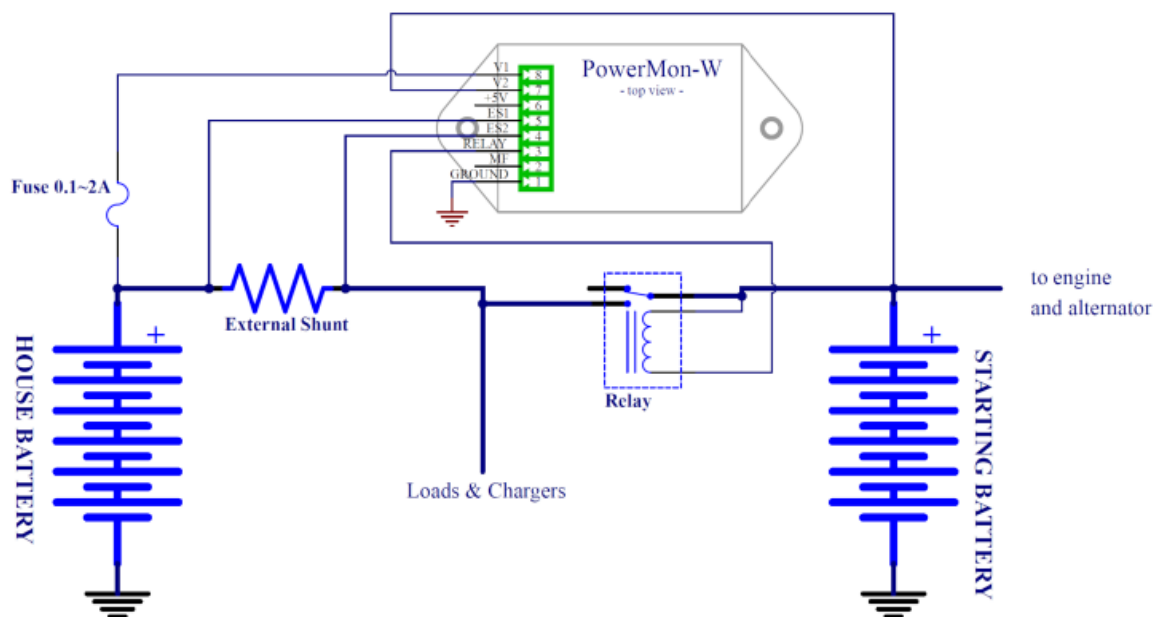 PowerMon-W
- top view -
V1
8
V2
7
+5V
6
ES1
5
ES2
4
RELAY
3
MF
2
GROUND
1
Fuse 0.1~2A
External Shunt
Relay
to engine
and alternator
Loads & Chargers
+
HOUSE BATTERY
+
STARTING BATTERY